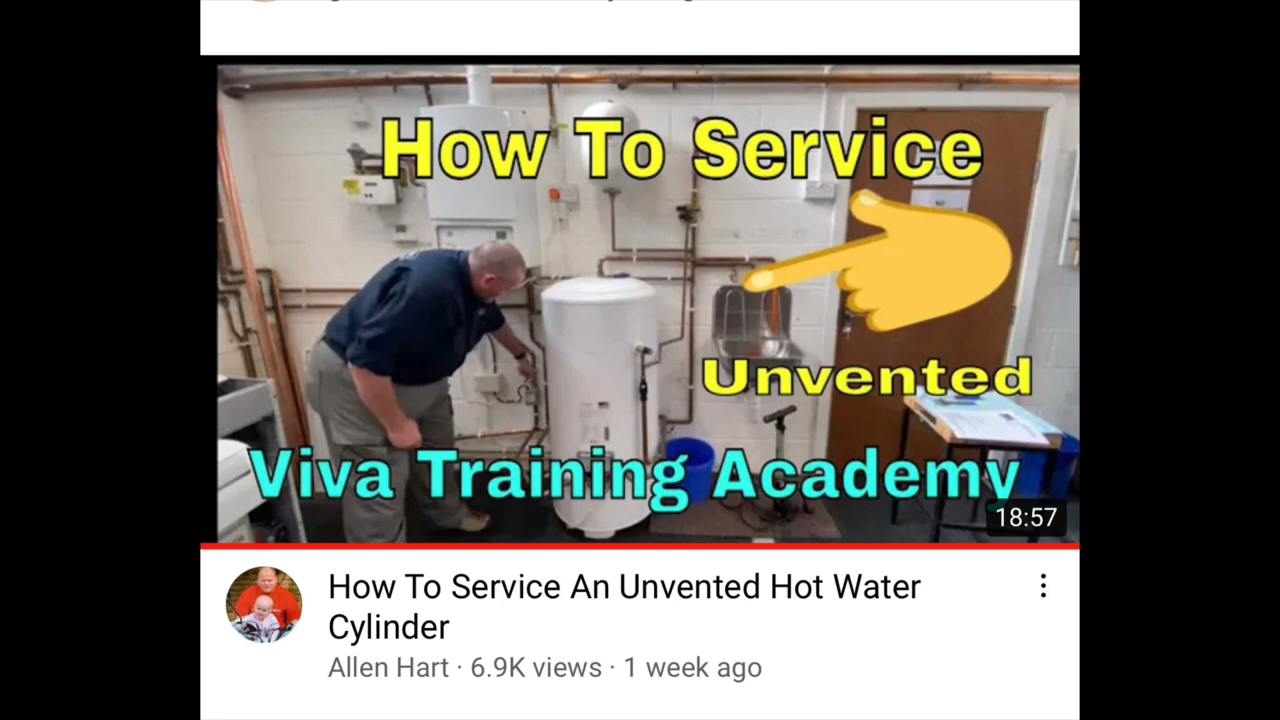 How To Service
Unvented
Viva Training Academy
18:57
How To Service An Unvented Hot Water
Cylinder
Allen Hart · 6.9K views · 1 week ago